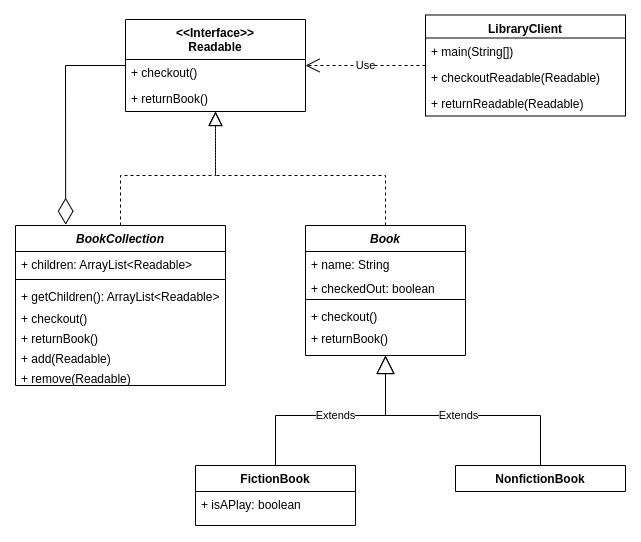 <<Interface>>
Readable
+ checkout()
+ returnBook()
Use
LibraryClient
+ main(String[])
+ checkoutReadable(Readable)
+ returnReadable(Readable)
BookCollection
+ children: ArrayList<Readable>
+ getChildren(): ArrayList<Readable>
+ checkout()
+ returnBook()
+ add(Readable)
+ remove(Readable)
Book
+ name: String
+ checkedOut: boolean
+ checkout()
+ returnBook()
Extends
Extends
FictionBook
+ isAPlay: boolean
NonfictionBook